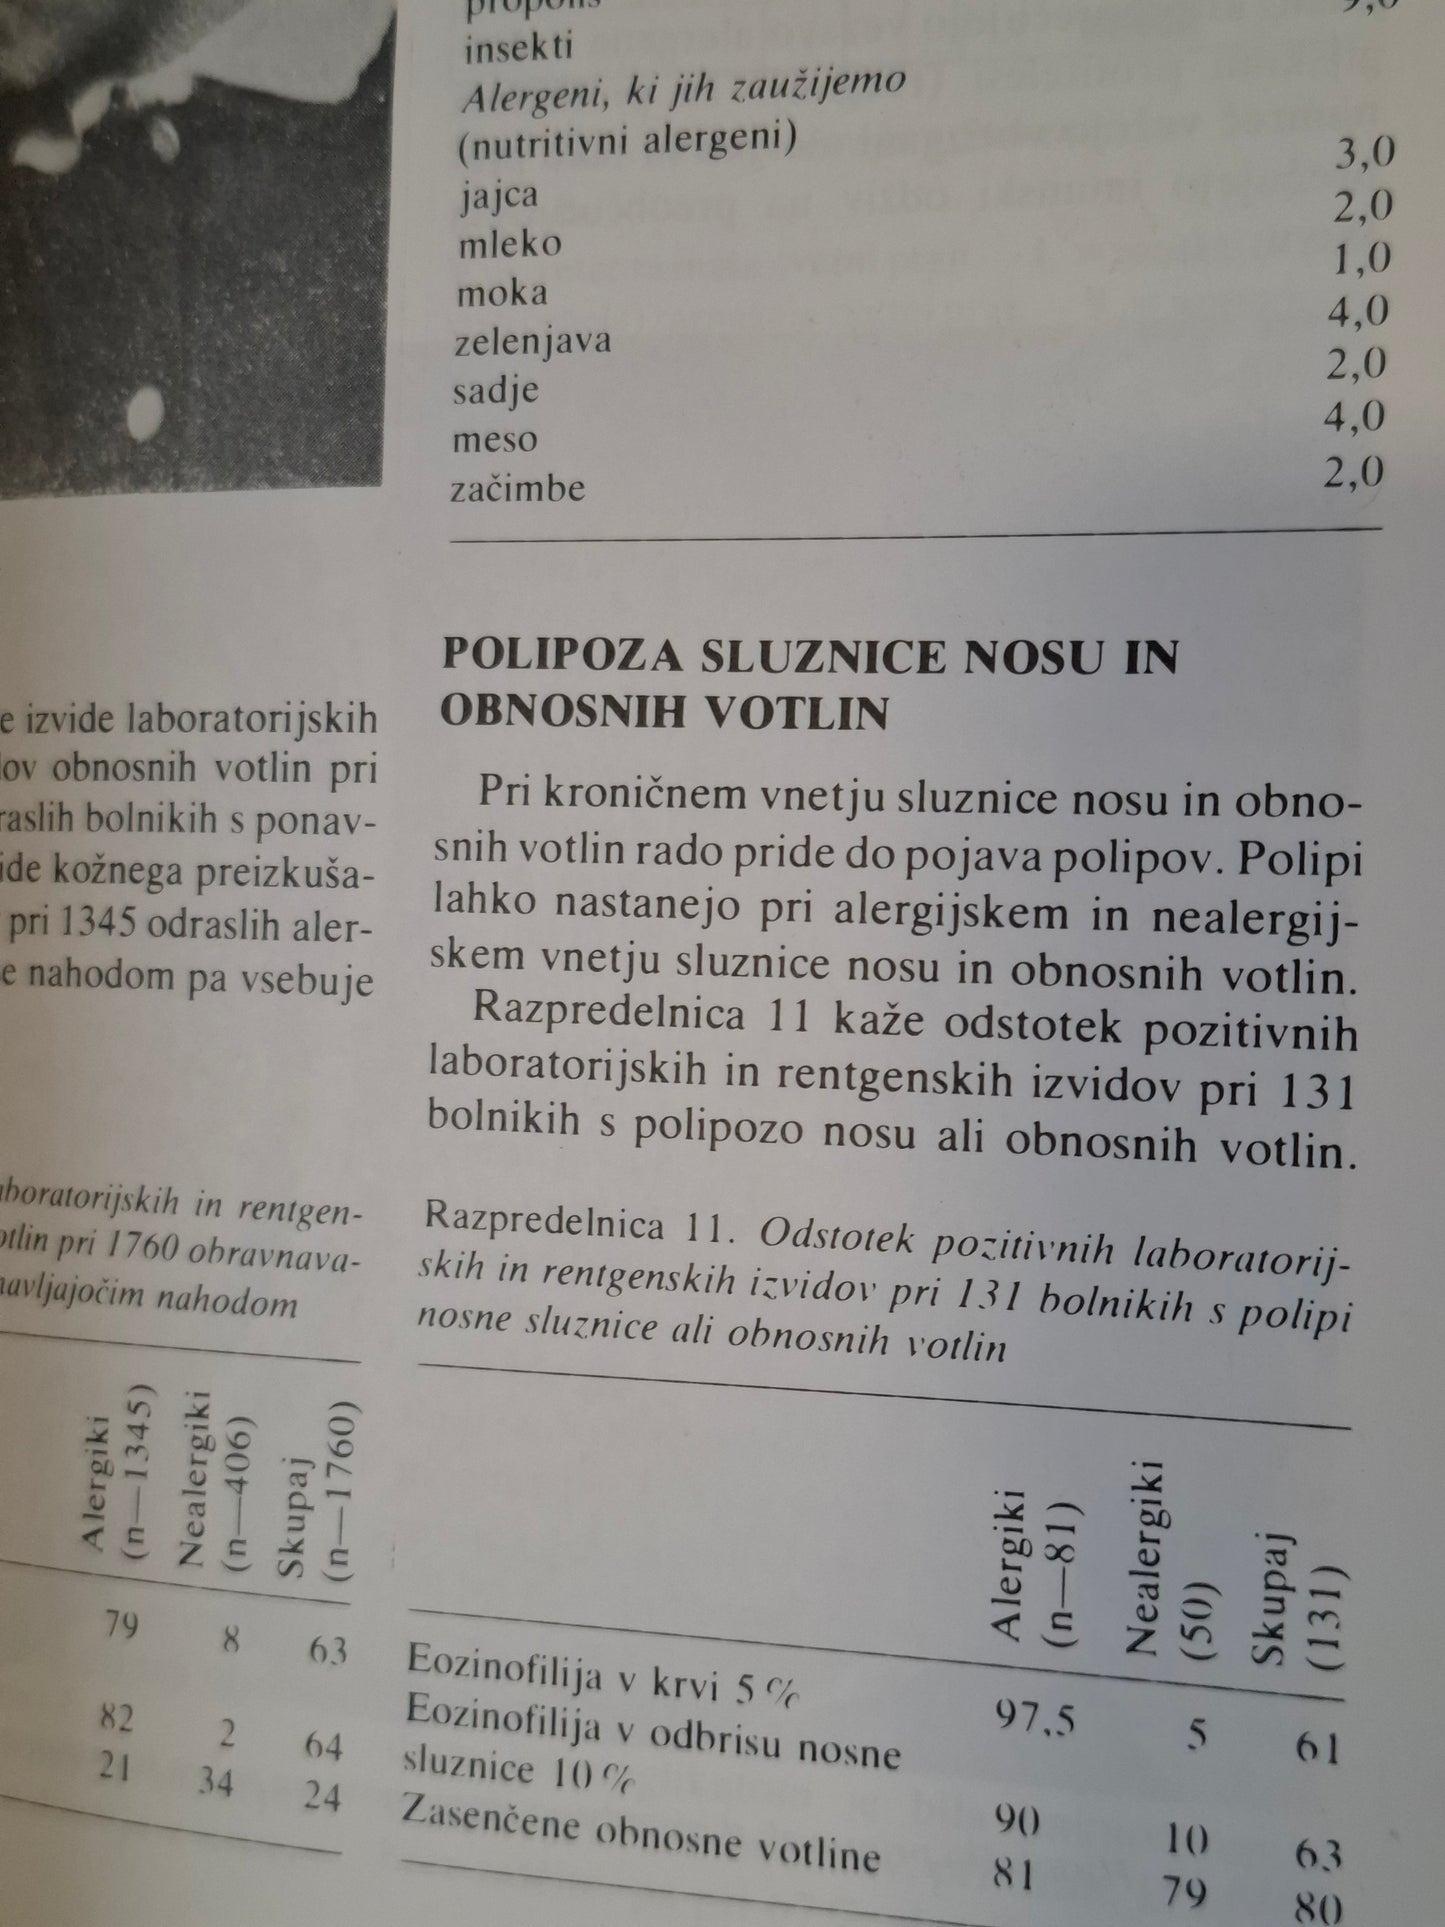 e izvide laboratorijskih
ov obnosnih votlin pri
raslih bolnikih s ponav-
ide kožnega preizkuša-
pri 1345 odraslih aler-
e nahodom pa vsebuje
boratorijskih in rentgen-
otlin pri 1760 obravnava-
navljajočim nahodom
Alergiki
(n—1345)
Nealergiki
(n—406)
Skupaj
(n—1760)
79 8 63
82 2 64
21 34 24
propolis 9,0
insekti
Alergeni, ki jih zaužijemo
(nutritivni alergeni) 3,0
jajca 2,0
mleko 1,0
moka 4,0
zelenjava 2,0
sadje 4,0
meso 2,0
začimbe
POLIPOZA SLUZNICE NOSU IN
OBNOSNIH VOTLIN
Pri kroničnem vnetju sluznice nosu in obno-
snih votlin rado pride do pojava polipov. Polipi
lahko nastanejo pri alergijskem in nealergij-
skem vnetju sluznice nosu in obnosnih votlin.
Razpredelnica 11 kaže odstotek pozitivnih
laboratorijskih in rentgenskih izvidov pri 131
bolnikih s polipozo nosu ali obnosnih votlin.
Razpredelnica 11. Odstotek pozitivnih laboratorij-
skih in rentgenskih izvidov pri 131 bolnikih s polipi
nosne sluznice ali obnosnih votlin
Alergiki
(n—81)
Nealergiki
(50)
Skupaj
(131)
Eozinofilija v krvi 5 % 97,5 5 61
Eozinofilija v odbrisu nosne
sluznice 10 % 90 10 63
Zasenčene obnosne votline 81 79 80